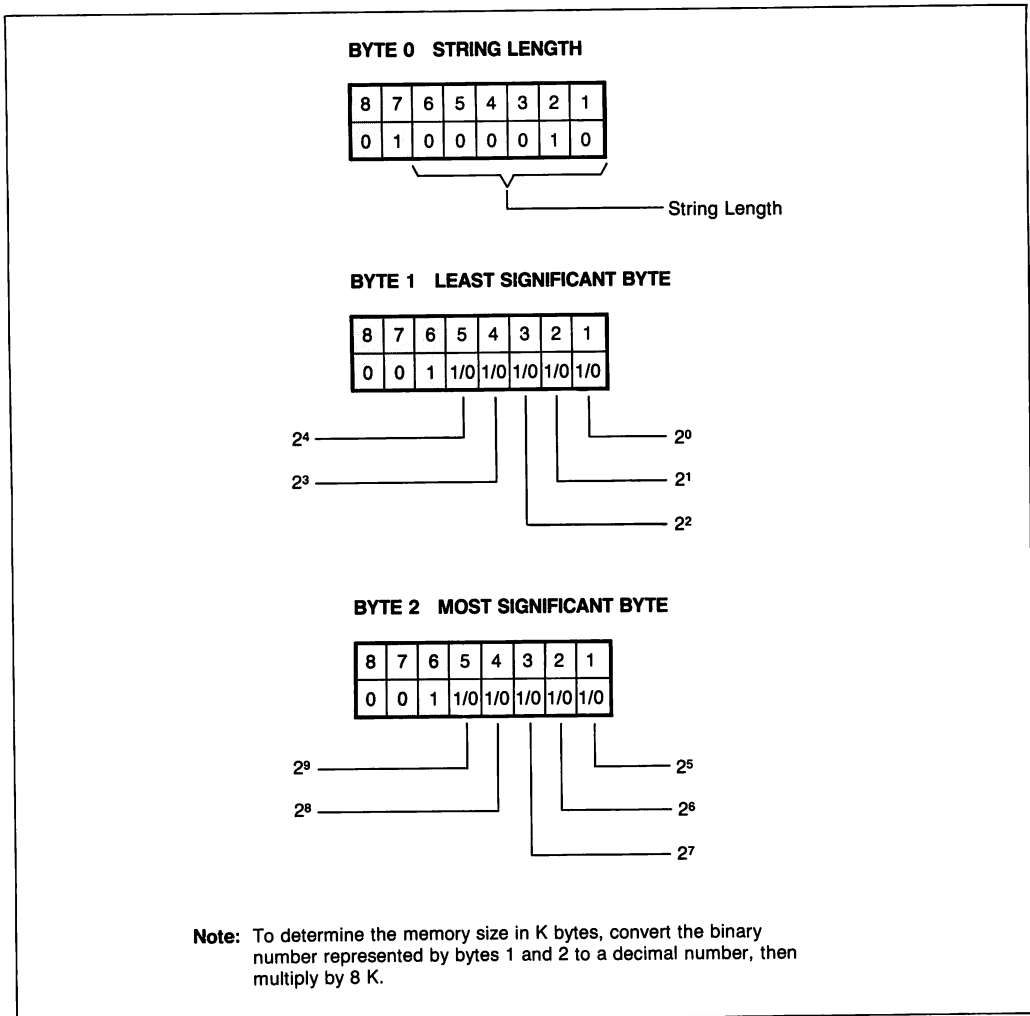 BYTE 0 STRING LENGTH
8 7 6 5 4 3 2 1
0 1 0 0 0 0 1 0
String Length
BYTE 1 LEAST SIGNIFICANT BYTE
8 7 6 5 4 3 2 1
0 0 1 1/0 1/0 1/0 1/0 1/0
2⁴ 2⁰
2³ 2¹
2²
BYTE 2 MOST SIGNIFICANT BYTE
8 7 6 5 4 3 2 1
0 0 1 1/0 1/0 1/0 1/0 1/0
2⁹ 2⁵
2⁸ 2⁶
2⁷
Note: To determine the memory size in K bytes, convert the binary
number represented by bytes 1 and 2 to a decimal number, then
multiply by 8 K.